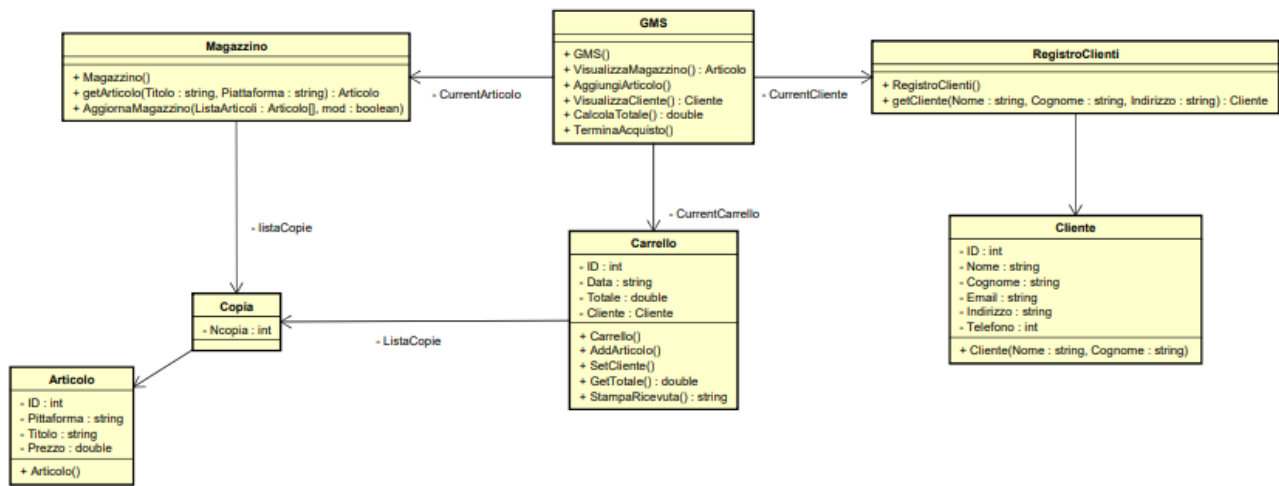 Magazzino
+ Magazzino()
+ getArticolo(Titolo : string, Piattaforma : string) : Articolo
+ AggiornaMagazzino(ListaArticoli : Articolo[], mod : boolean)
- CurrentArticolo
GMS
+ GMS()
+ VisualizzaMagazzino() : Articolo
+ AggiungiArticolo()
+ VisualizzaCliente() : Cliente
+ CalcolaTotale() : double
+ TerminaAcquisto()
- CurrentCliente
RegistroClienti
+ RegistroClienti()
+ getCliente(Nome : string, Cognome : string, Indirizzo : string) : Cliente
- listaCopie
- CurrentCarrello
Copia
- Ncopia : int
- ListaCopie
Carrello
- ID : int
- Data : string
- Totale : double
- Cliente : Cliente
+ Carrello()
+ AddArticolo()
+ SetCliente()
+ GetTotale() : double
+ StampaRicevuta() : string
Cliente
- ID : int
- Nome : string
- Cognome : string
- Email : string
- Indirizzo : string
- Telefono : int
+ Cliente(Nome : string, Cognome : string)
Articolo
- ID : int
- Pittaforma : string
- Titolo : string
- Prezzo : double
+ Articolo()